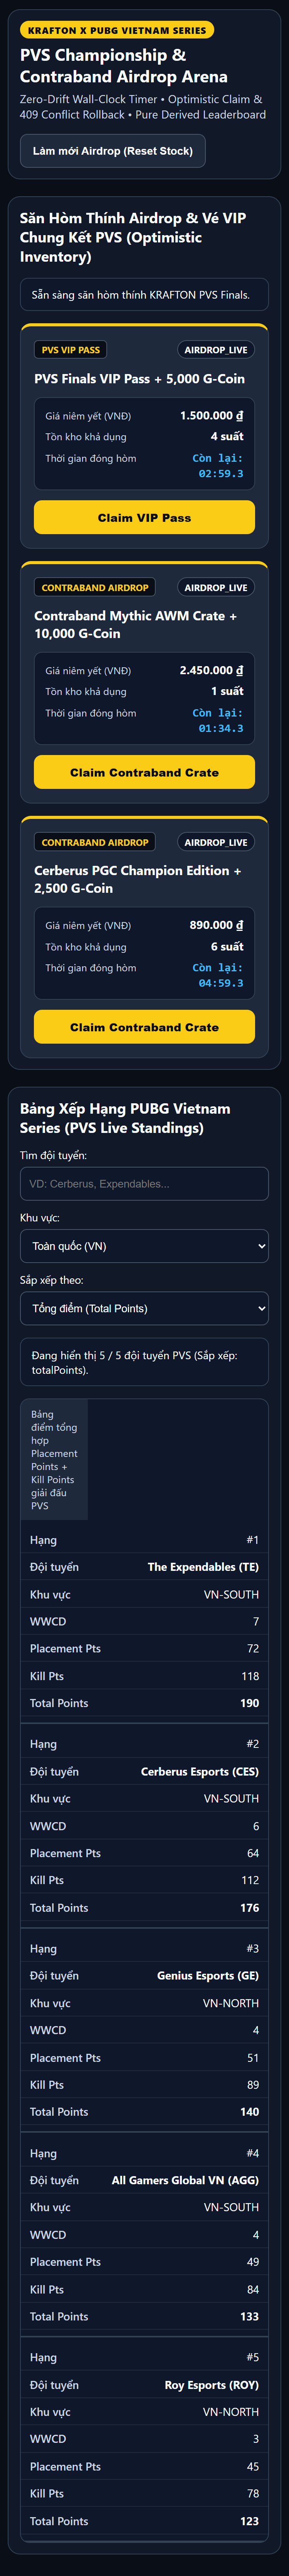 KRAFTON X PUBG VIETNAM SERIES
PVS Championship &
Contraband Airdrop Arena
Zero-Drift Wall-Clock Timer • Optimistic Claim &
409 Conflict Rollback • Pure Derived Leaderboard
Làm mới Airdrop (Reset Stock)
Săn Hòm Thính Airdrop & Vé VIP
Chung Kết PVS (Optimistic
Inventory)
Sẵn sàng săn hòm thính KRAFTON PVS Finals.
PVS VIP PASS
AIRDROP_LIVE
PVS Finals VIP Pass + 5,000 G-Coin
Giá niêm yết (VNĐ) 1.500.000 ₫
Tồn kho khả dụng 4 suất
Thời gian đóng hòm Còn lại:
02:59.3
Claim VIP Pass
CONTRABAND AIRDROP
AIRDROP_LIVE
Contraband Mythic AWM Crate +
10,000 G-Coin
Giá niêm yết (VNĐ) 2.450.000 ₫
Tồn kho khả dụng 1 suất
Thời gian đóng hòm Còn lại:
01:34.3
Claim Contraband Crate
CONTRABAND AIRDROP
AIRDROP_LIVE
Cerberus PGC Champion Edition +
2,500 G-Coin
Giá niêm yết (VNĐ) 890.000 ₫
Tồn kho khả dụng 6 suất
Thời gian đóng hòm Còn lại:
04:59.3
Claim Contraband Crate
Bảng Xếp Hạng PUBG Vietnam
Series (PVS Live Standings)
Tìm đội tuyển:
VD: Cerberus, Expendables...
Khu vực:
Toàn quốc (VN)
Sắp xếp theo:
Tổng điểm (Total Points)
Đang hiển thị 5 / 5 đội tuyển PVS (Sắp xếp:
totalPoints).
Bảng
điểm tổng
hợp
Placement
Points +
Kill Points
giải đấu
PVS
Hạng #1
Đội tuyển The Expendables (TE)
Khu vực VN-SOUTH
WWCD 7
Placement Pts 72
Kill Pts 118
Total Points 190
Hạng #2
Đội tuyển Cerberus Esports (CES)
Khu vực VN-SOUTH
WWCD 6
Placement Pts 64
Kill Pts 112
Total Points 176
Hạng #3
Đội tuyển Genius Esports (GE)
Khu vực VN-NORTH
WWCD 4
Placement Pts 51
Kill Pts 89
Total Points 140
Hạng #4
Đội tuyển All Gamers Global VN (AGG)
Khu vực VN-SOUTH
WWCD 4
Placement Pts 49
Kill Pts 84
Total Points 133
Hạng #5
Đội tuyển Roy Esports (ROY)
Khu vực VN-NORTH
WWCD 3
Placement Pts 45
Kill Pts 78
Total Points 123